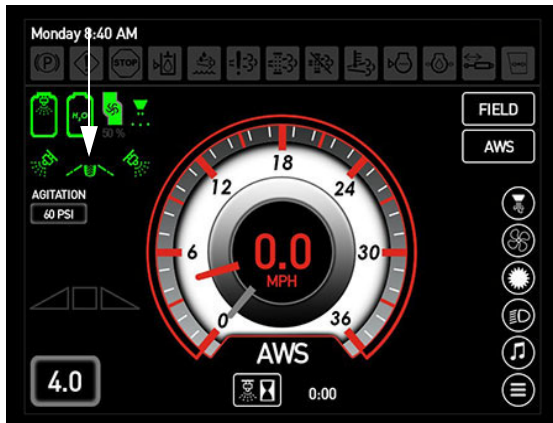 Monday 8:40 AM
(P)
STOP
H₂O
50 %
FIELD
AWS
AGITATION
60 PSI
18
12
24
6
30
0.0
MPH
0
36
AWS
4.0
0:00